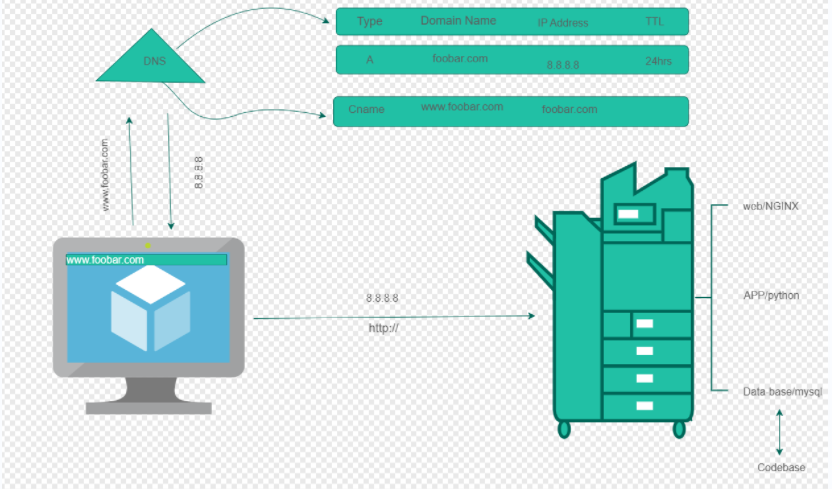 Type Domain Name IP Address TTL
DNS
A foobar.com 8.8.8.8 24hrs
Cname www.foobar.com foobar.com
www.foobar.com
8.8.8.8
www.foobar.com
8.8.8.8
http://
web/NGINX
APP/python
Data-base/mysql
Codebase